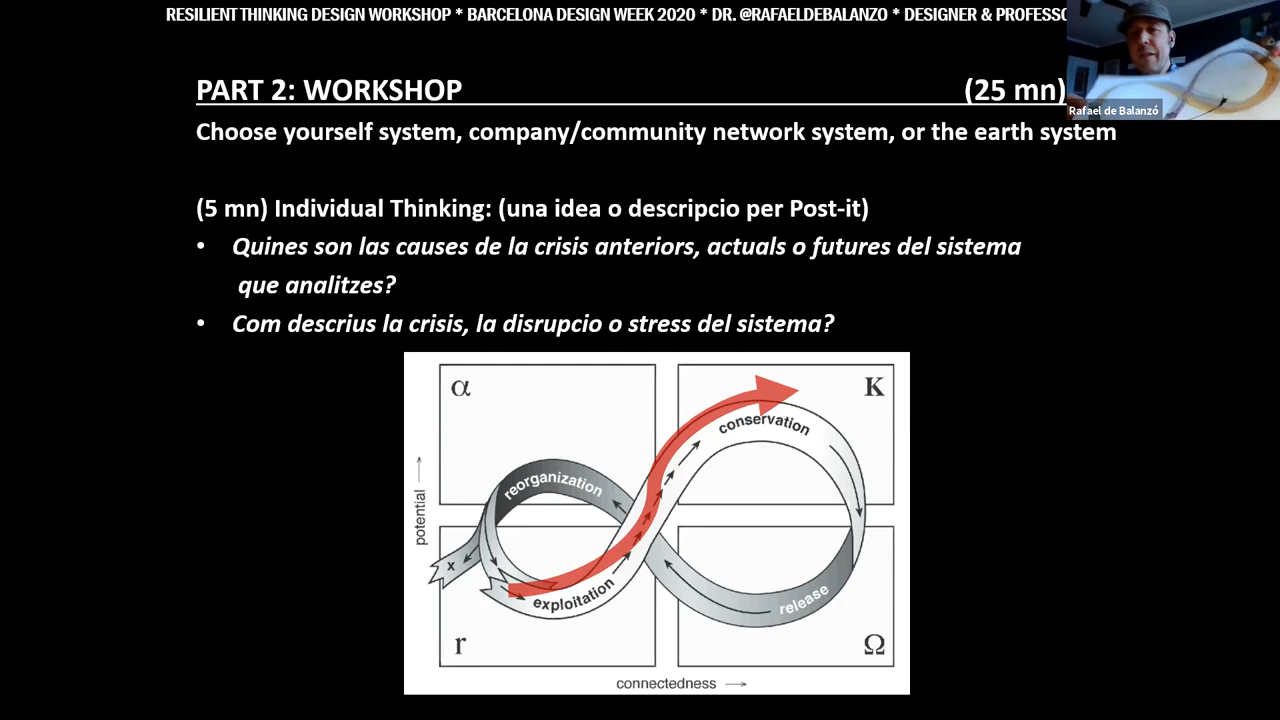 RESILIENT THINKING DESIGN WORKSHOP * BARCELONA DESIGN WEEK 2020 * DR. @RAFAELDEBALANZO * DESIGNER & PROFESSO
PART 2: WORKSHOP (25 mn)
Rafael de Balanzó
Choose yourself system, company/community network system, or the earth system
(5 mn) Individual Thinking: (una idea o descripcio per Post-it)
• Quines son las causes de la crisis anteriors, actuals o futures del sistema
que analitzes?
• Com descrius la crisis, la disrupcio o stress del sistema?
α
K
conservation
reorganization
potential
x
exploitation
release
r
Ω
connectedness